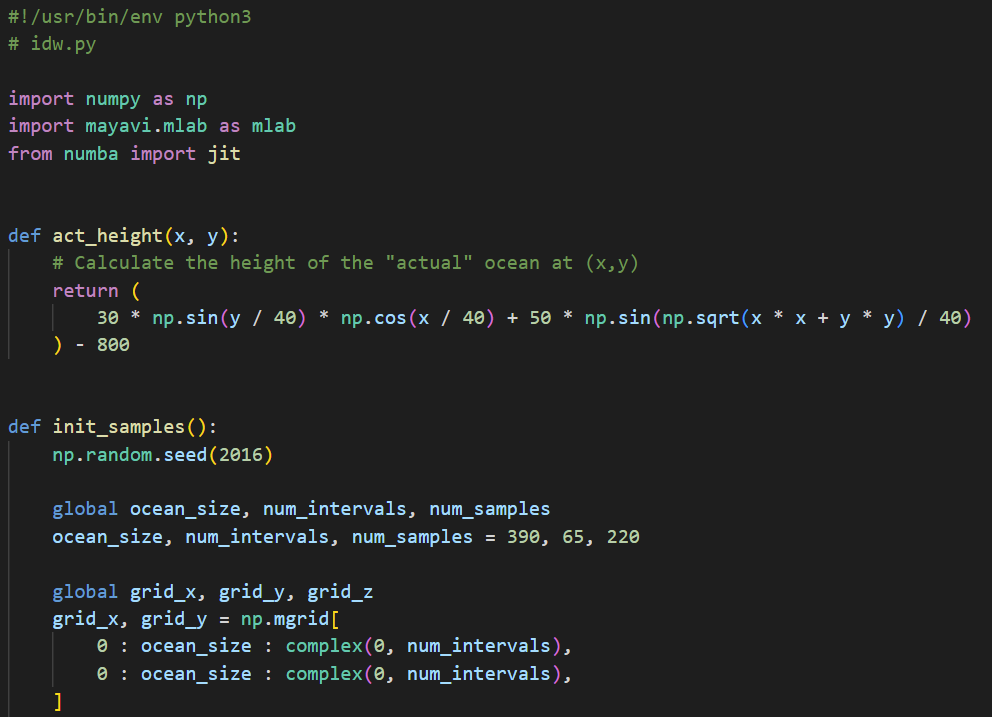 #!/usr/bin/env python3
# idw.py
import numpy as np
import mayavi.mlab as mlab
from numba import jit
def act_height(x, y):
    # Calculate the height of the "actual" ocean at (x,y)
    return (
        30 * np.sin(y / 40) * np.cos(x / 40) + 50 * np.sin(np.sqrt(x * x + y * y) / 40)
    ) - 800
def init_samples():
    np.random.seed(2016)
    global ocean_size, num_intervals, num_samples
    ocean_size, num_intervals, num_samples = 390, 65, 220
    global grid_x, grid_y, grid_z
    grid_x, grid_y = np.mgrid[
        0 : ocean_size : complex(0, num_intervals),
        0 : ocean_size : complex(0, num_intervals),
    ]